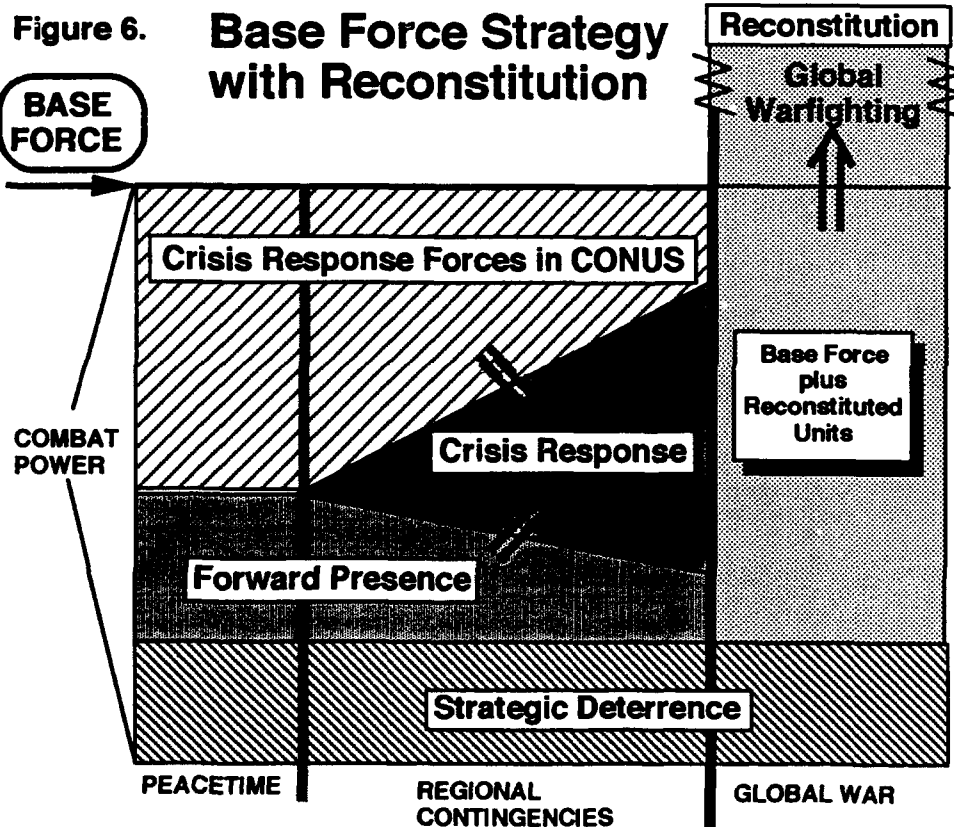 Figure 6.
Base Force Strategy
with Reconstitution
Reconstitution
Global
Warfighting
BASE
FORCE
Crisis Response Forces in CONUS
Base Force
plus
Reconstituted
Units
COMBAT
POWER
Crisis Response
Forward Presence
Strategic Deterrence
PEACETIME
REGIONAL
CONTINGENCIES
GLOBAL WAR